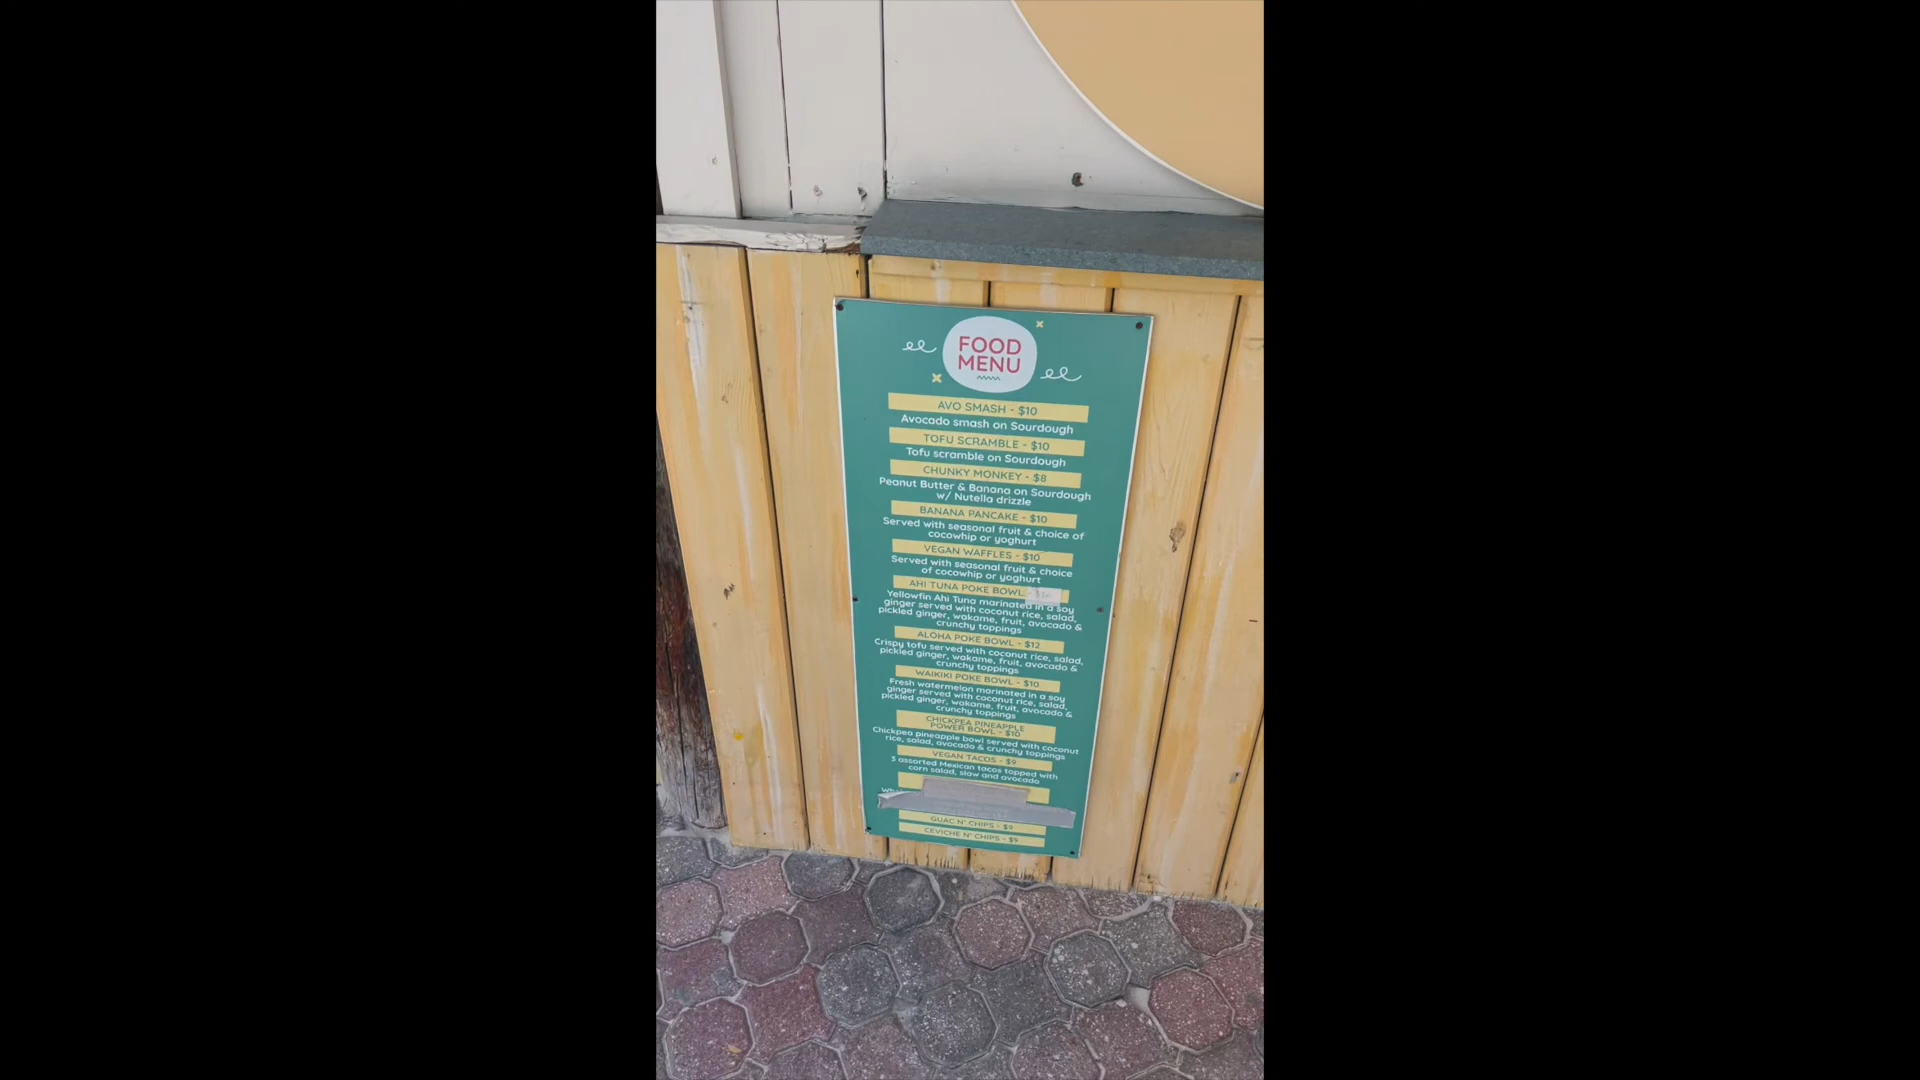 FOOD
MENU
AVO SMASH - $10
Avocado smash on Sourdough
TOFU SCRAMBLE - $10
Tofu scramble on Sourdough
CHUNKY MONKEY - $8
Peanut Butter & Banana on Sourdough
w/ Nutella drizzle
BANANA PANCAKE - $10
Served with seasonal fruit & choice of
cocowhip or yoghurt
VEGAN WAFFLES - $10
Served with seasonal fruit & choice
of cocowhip or yoghurt
AHI TUNA POKE BOWL -
Yellowfin Ahi Tuna marinated in a soy
ginger served with coconut rice, salad,
pickled ginger, wakame, fruit, avocado &
crunchy toppings
ALOHA POKE BOWL - $12
Crispy tofu served with coconut rice, salad,
pickled ginger, wakame, fruit, avocado &
crunchy toppings
WAIKIKI POKE BOWL - $10
Fresh watermelon marinated in a soy
ginger served with coconut rice, salad,
pickled ginger, wakame, fruit, avocado &
crunchy toppings
CHICKPEA PINEAPPLE
POWER BOWL - $10
Chickpea pineapple bowl served with coconut
rice, salad, avocado & crunchy toppings
VEGAN TACOS - $9
3 assorted Mexican tacos topped with
corn salad, slaw and avocado
GUAC N' CHIPS - $9
CEVICHE N' CHIPS - $9